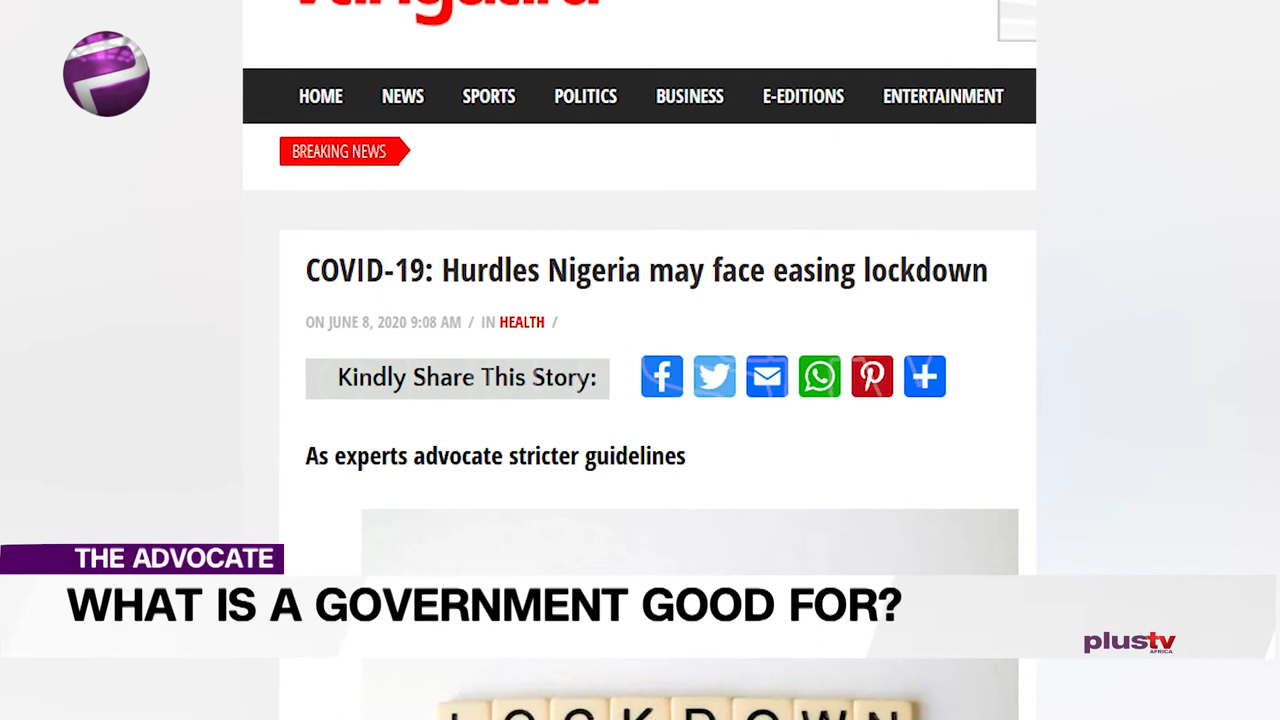 Vanguard
HOME NEWS SPORTS POLITICS BUSINESS E-EDITIONS ENTERTAINMENT
BREAKING NEWS
COVID-19: Hurdles Nigeria may face easing lockdown
ON JUNE 8, 2020 9:08 AM / IN HEALTH /
Kindly Share This Story:
As experts advocate stricter guidelines
THE ADVOCATE
WHAT IS A GOVERNMENT GOOD FOR?
plustv
AFRICA
LOCKDOWN